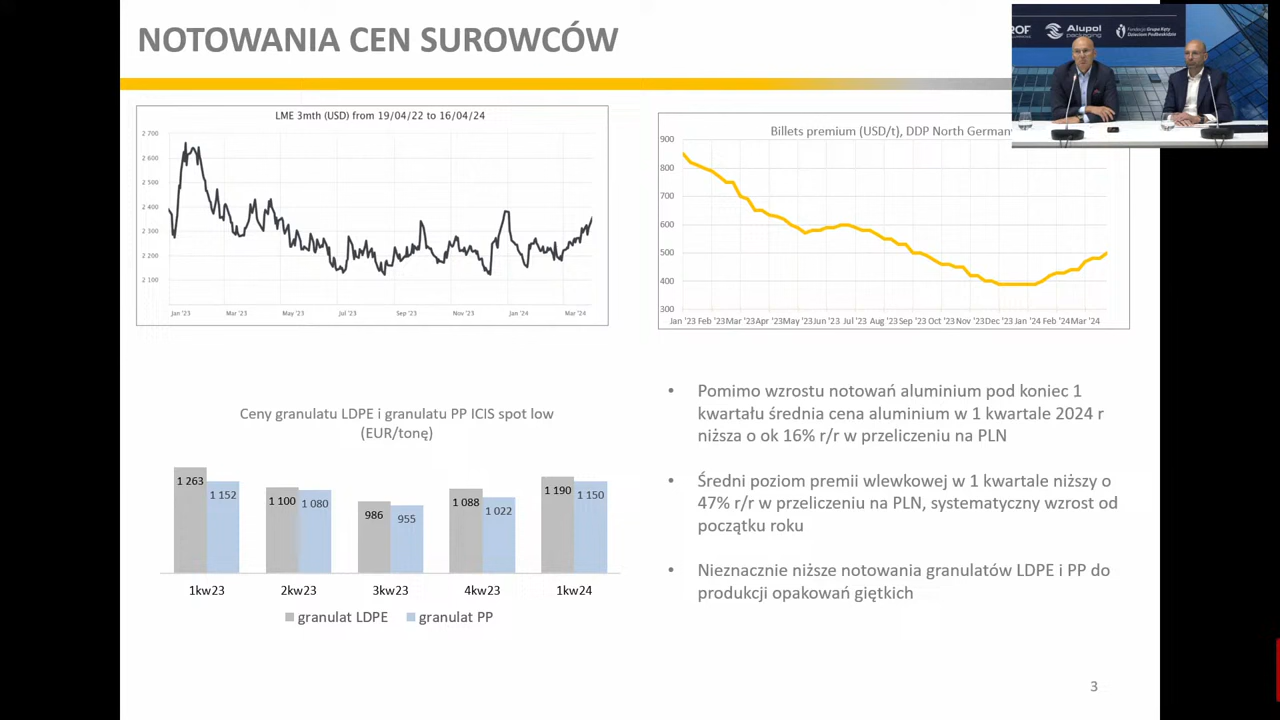 NOTOWANIA CEN SUROWCÓW
ROF
Alupol
packaging
Fundacja Grupa Kęty
Dzieciom Podbeskidzia
LME 3mth (USD) from 19/04/22 to 16/04/24
2 700
2 600
2 500
2 400
2 300
2 200
2 100
Jan '23 Mar '23 May '23 Jul '23 Sep '23 Nov '23 Jan '24 Mar '24
Billets premium (USD/t), DDP North German
900
800
700
600
500
400
300
Jan '23 Feb '23 Mar '23 Apr '23 May '23 Jun '23 Jul '23 Aug '23 Sep '23 Oct '23 Nov '23 Dec '23 Jan '24 Feb '24 Mar '24
Ceny granulatu LDPE i granulatu PP ICIS spot low
(EUR/tonę)
1 263 1 152 1 100 1 080 986 955 1 088 1 022 1 190 1 150
1kw23 2kw23 3kw23 4kw23 1kw24
granulat LDPE granulat PP
• Pomimo wzrostu notowań aluminium pod koniec 1
kwartału średnia cena aluminium w 1 kwartale 2024 r
niższa o ok 16% r/r w przeliczeniu na PLN
• Średni poziom premii wlewkowej w 1 kwartale niższy o
47% r/r w przeliczeniu na PLN, systematyczny wzrost od
początku roku
• Nieznacznie niższe notowania granulatów LDPE i PP do
produkcji opakowań giętkich
3